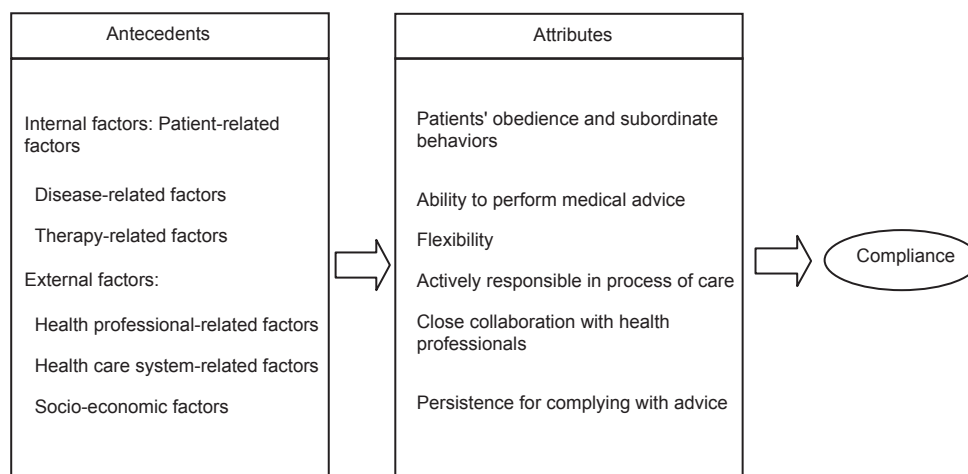 Antecedents
Internal factors: Patient-related
factors
Disease-related factors
Therapy-related factors
External factors:
Health professional-related factors
Health care system-related factors
Socio-economic factors
Attributes
Patients' obedience and subordinate
behaviors
Ability to perform medical advice
Flexibility
Actively responsible in process of care
Close collaboration with health
professionals
Persistence for complying with advice
Compliance